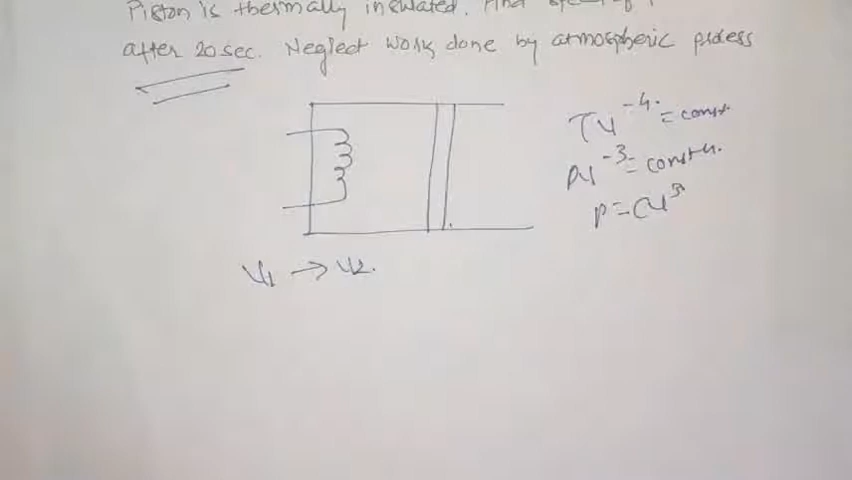 Piston is thermally insulated. Find
after 20 sec. Neglect work done by atmospheric
TV⁻⁴ = const.
PV⁻³ = const.
P = CV³
V₁ → V₂.